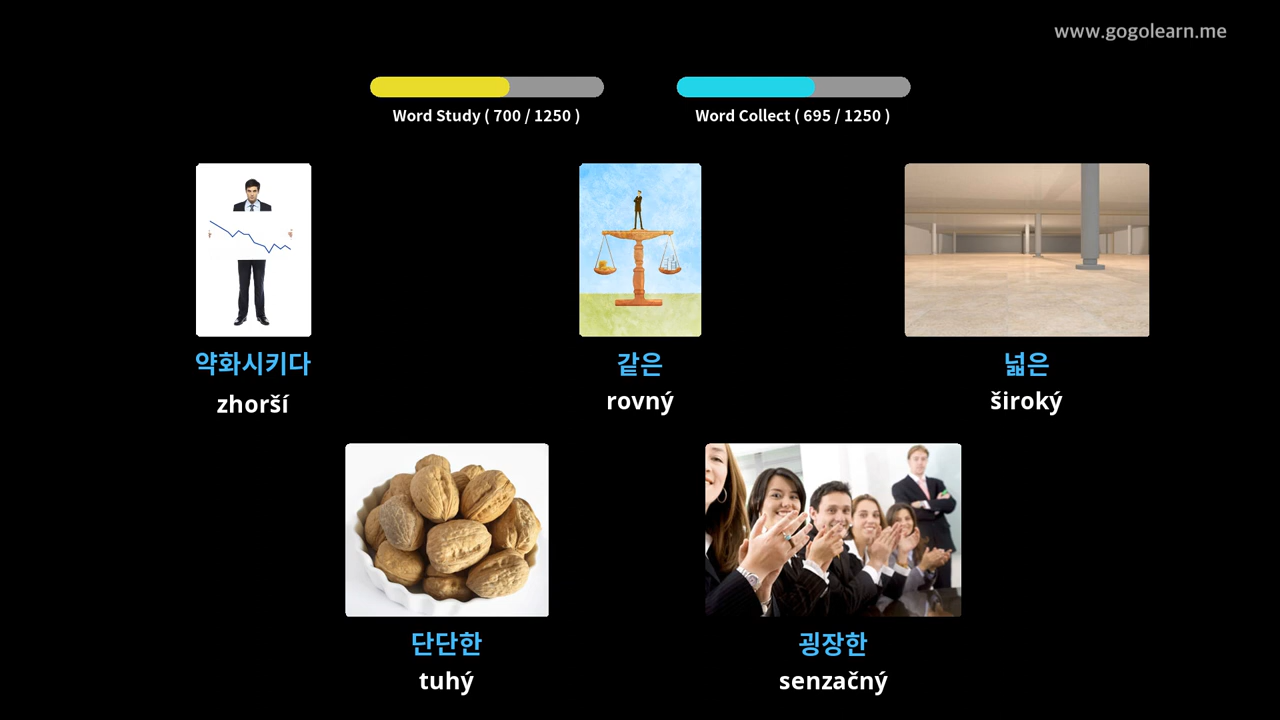 www.gogolearn.me
Word Study ( 700 / 1250 )
Word Collect ( 695 / 1250 )
약화시키다
zhorší
같은
rovný
넓은
široký
단단한
tuhý
굉장한
senzačný